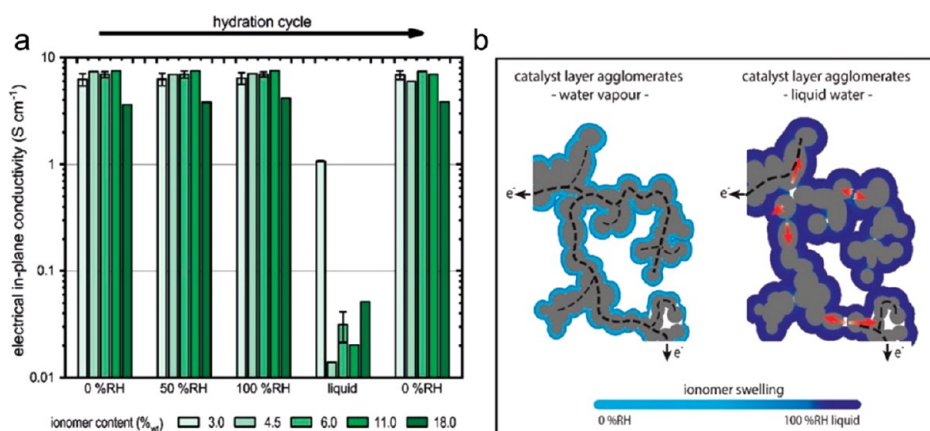 hydration cycle
a
electrical in-plane conductivity (S cm⁻¹)
10
1
0.1
0.01
0 %RH 50 %RH 100 %RH liquid 0 %RH
ionomer content (%wt) 3.0 4.5 6.0 11.0 18.0
b
catalyst layer agglomerates
- water vapour -
catalyst layer agglomerates
- liquid water -
e⁻
e⁻
e⁻
e⁻
ionomer swelling
0 %RH 100 %RH liquid